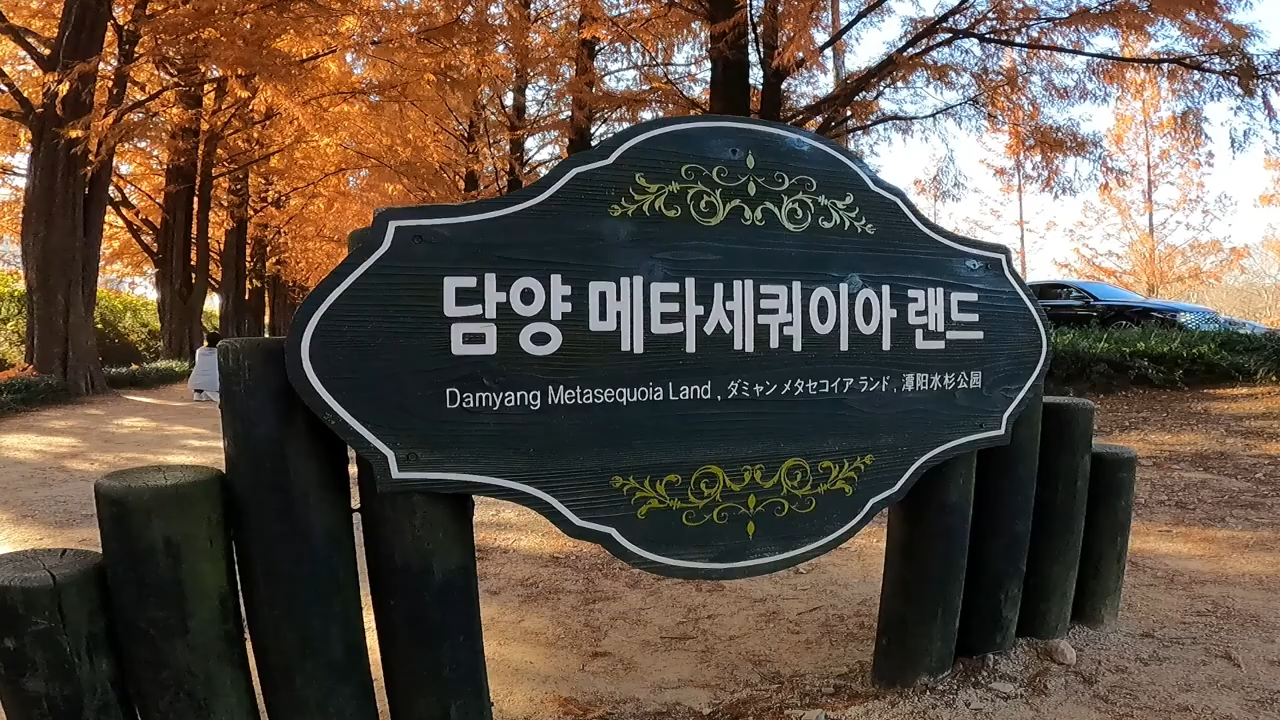 담양 메타세쿼이아 랜드
Damyang Metasequoia Land , ダミャン メタセコイア ランド , 潭阳水杉公园